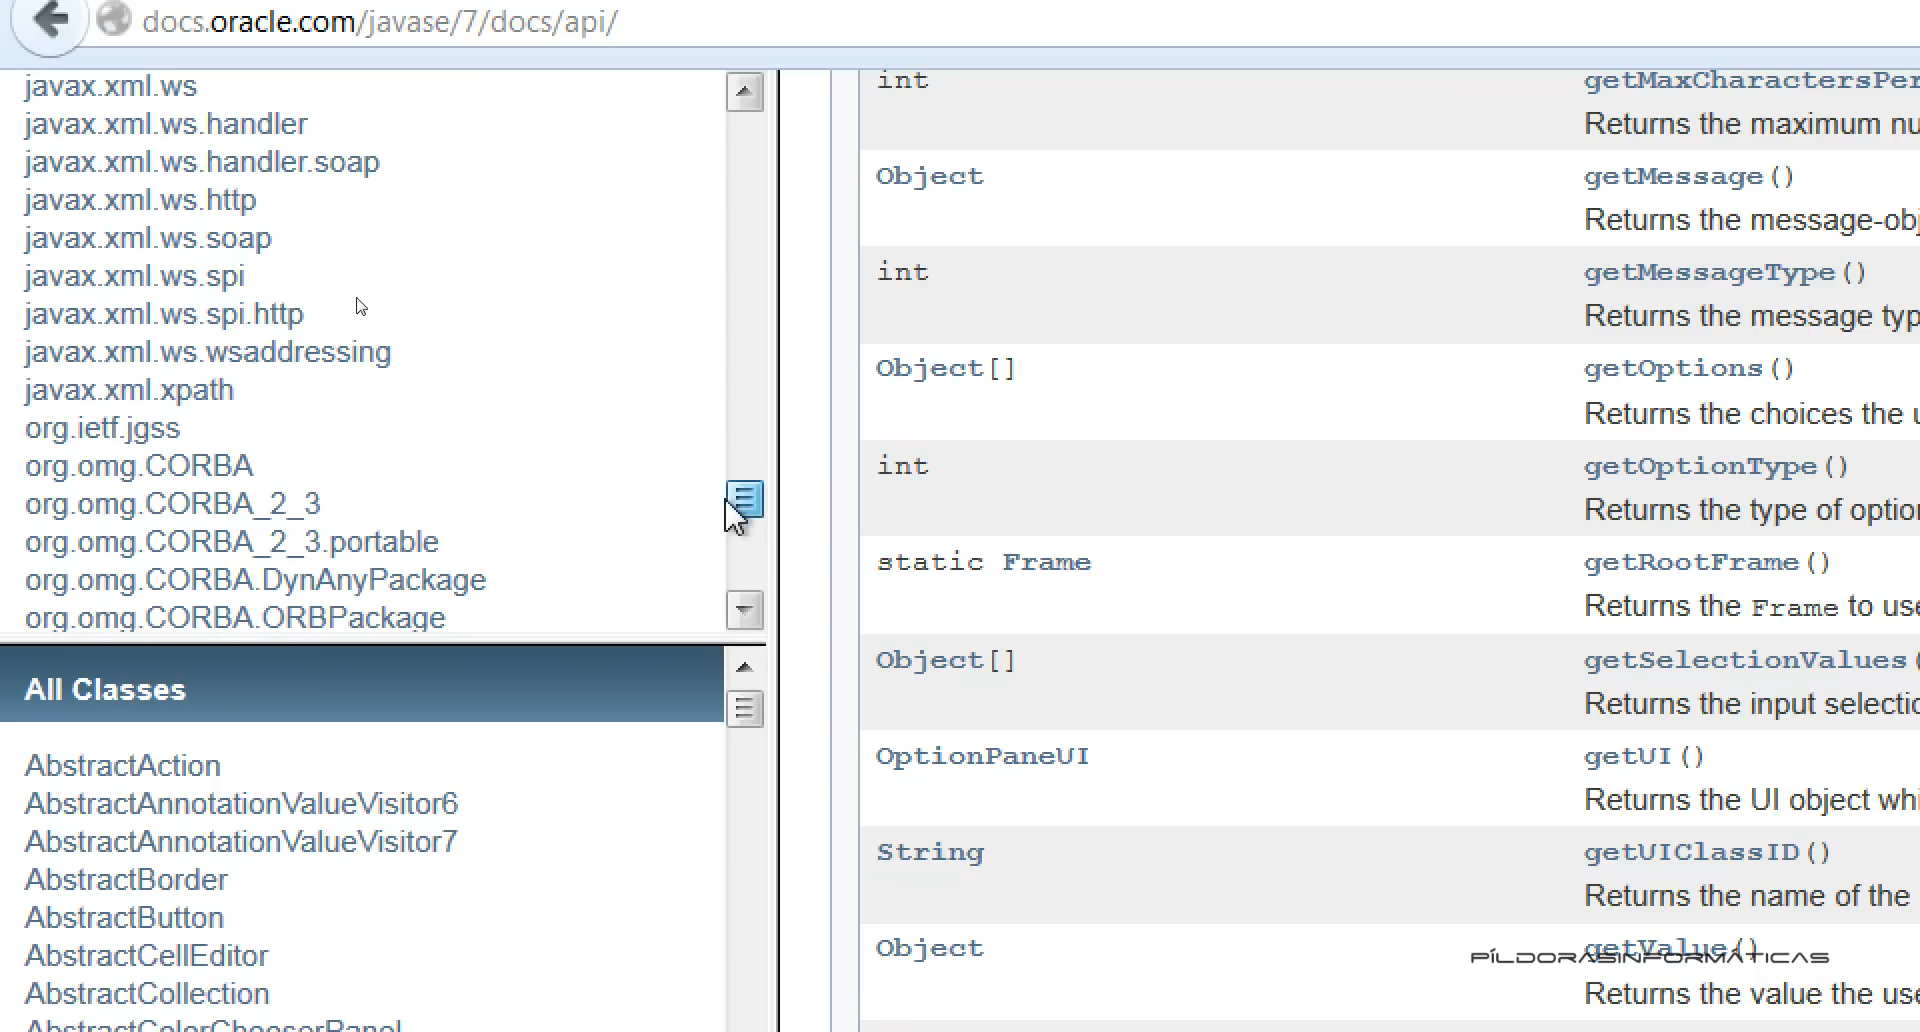 docs.oracle.com/javase/7/docs/api/
javax.xml.ws
javax.xml.ws.handler
javax.xml.ws.handler.soap
javax.xml.ws.http
javax.xml.ws.soap
javax.xml.ws.spi
javax.xml.ws.spi.http
javax.xml.ws.wsaddressing
javax.xml.xpath
org.ietf.jgss
org.omg.CORBA
org.omg.CORBA_2_3
org.omg.CORBA_2_3.portable
org.omg.CORBA.DynAnyPackage
org.omg.CORBA.ORBPackage
All Classes
AbstractAction
AbstractAnnotationValueVisitor6
AbstractAnnotationValueVisitor7
AbstractBorder
AbstractButton
AbstractCellEditor
AbstractCollection
AbstractColorChooserPanel
int getMaxCharactersPer
Returns the maximum nu
Object getMessage()
Returns the message-obj
int getMessageType()
Returns the message typ
Object[] getOptions()
Returns the choices the u
int getOptionType()
Returns the type of option
static Frame getRootFrame()
Returns the Frame to use
Object[] getSelectionValues(
Returns the input selectio
OptionPaneUI getUI()
Returns the UI object whi
String getUIClassID()
Returns the name of the
Object getValue()
PÍLDORASINFORMÁTICAS
Returns the value the use